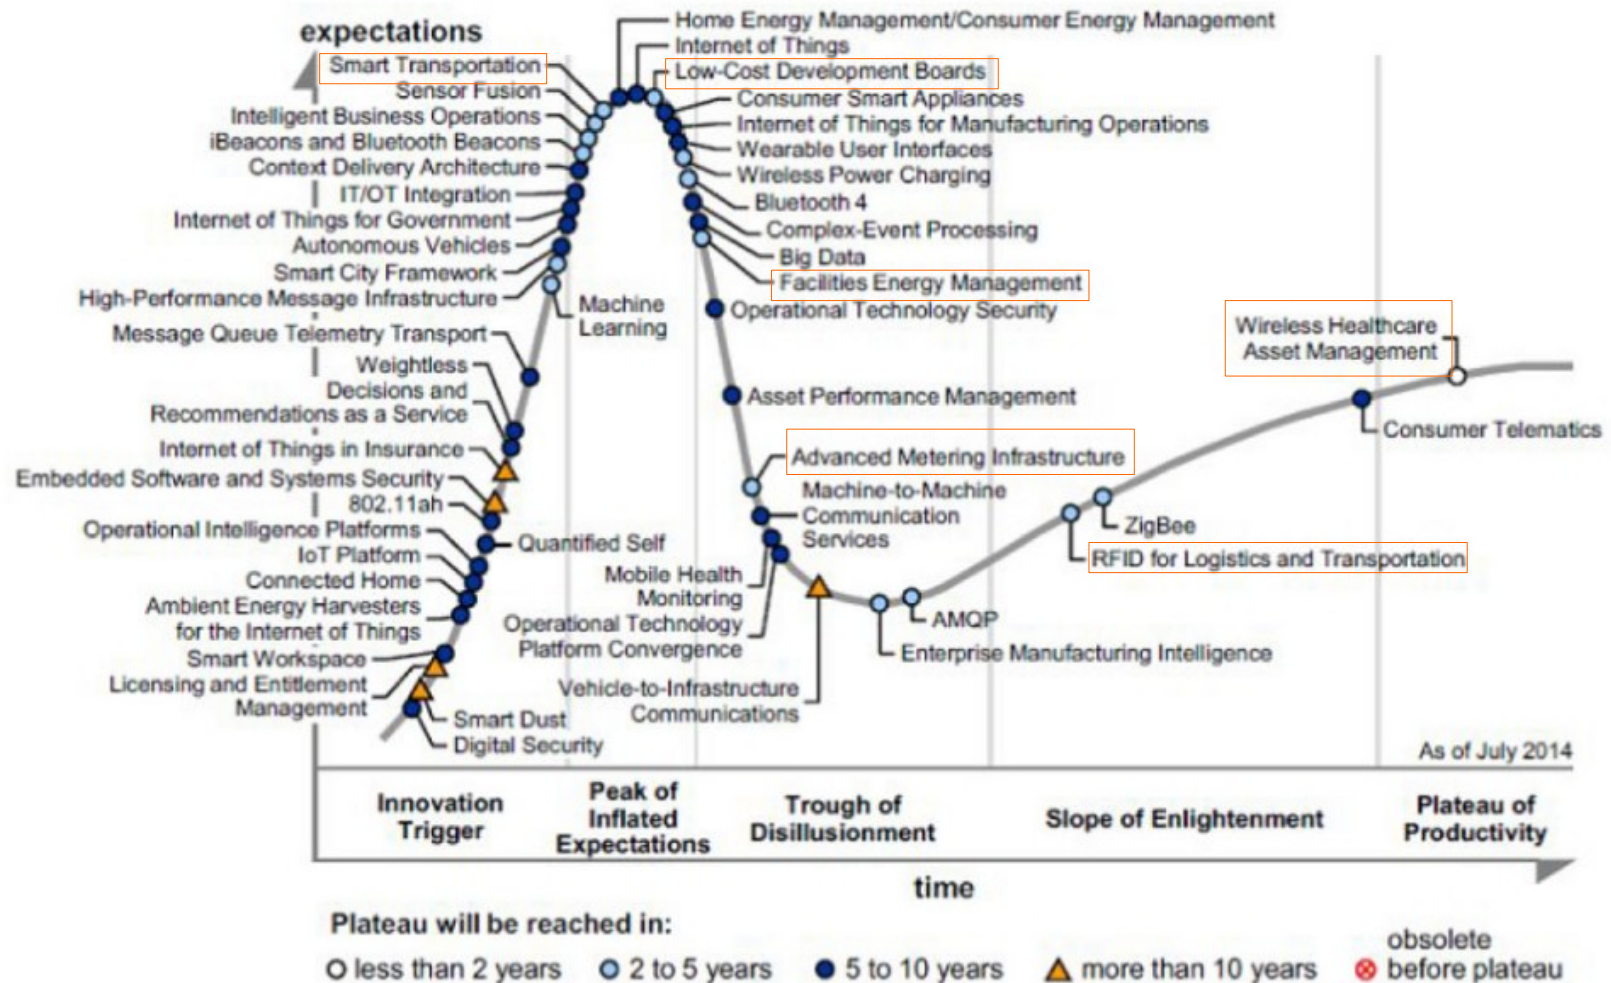 expectations
Smart Transportation
Sensor Fusion
Intelligent Business Operations
iBeacons and Bluetooth Beacons
Context Delivery Architecture
IT/OT Integration
Internet of Things for Government
Autonomous Vehicles
Smart City Framework
High-Performance Message Infrastructure
Message Queue Telemetry Transport
Weightless
Decisions and
Recommendations as a Service
Internet of Things in Insurance
Embedded Software and Systems Security
802.11ah
Operational Intelligence Platforms
IoT Platform
Connected Home
Ambient Energy Harvesters
for the Internet of Things
Smart Workspace
Licensing and Entitlement
Management
Smart Dust
Digital Security
Quantified Self
Machine
Learning
Home Energy Management/Consumer Energy Management
Internet of Things
Low-Cost Development Boards
Consumer Smart Appliances
Internet of Things for Manufacturing Operations
Wearable User Interfaces
Wireless Power Charging
Bluetooth 4
Complex-Event Processing
Big Data
Facilities Energy Management
Operational Technology Security
Asset Performance Management
Advanced Metering Infrastructure
Machine-to-Machine
Communication
Services
Mobile Health
Monitoring
Operational Technology
Platform Convergence
Vehicle-to-Infrastructure
Communications
AMQP
Enterprise Manufacturing Intelligence
ZigBee
RFID for Logistics and Transportation
Wireless Healthcare
Asset Management
Consumer Telematics
As of July 2014
Innovation
Trigger
Peak of
Inflated
Expectations
Trough of
Disillusionment
Slope of Enlightenment
Plateau of
Productivity
time
Plateau will be reached in:
less than 2 years
2 to 5 years
5 to 10 years
more than 10 years
obsolete
before plateau